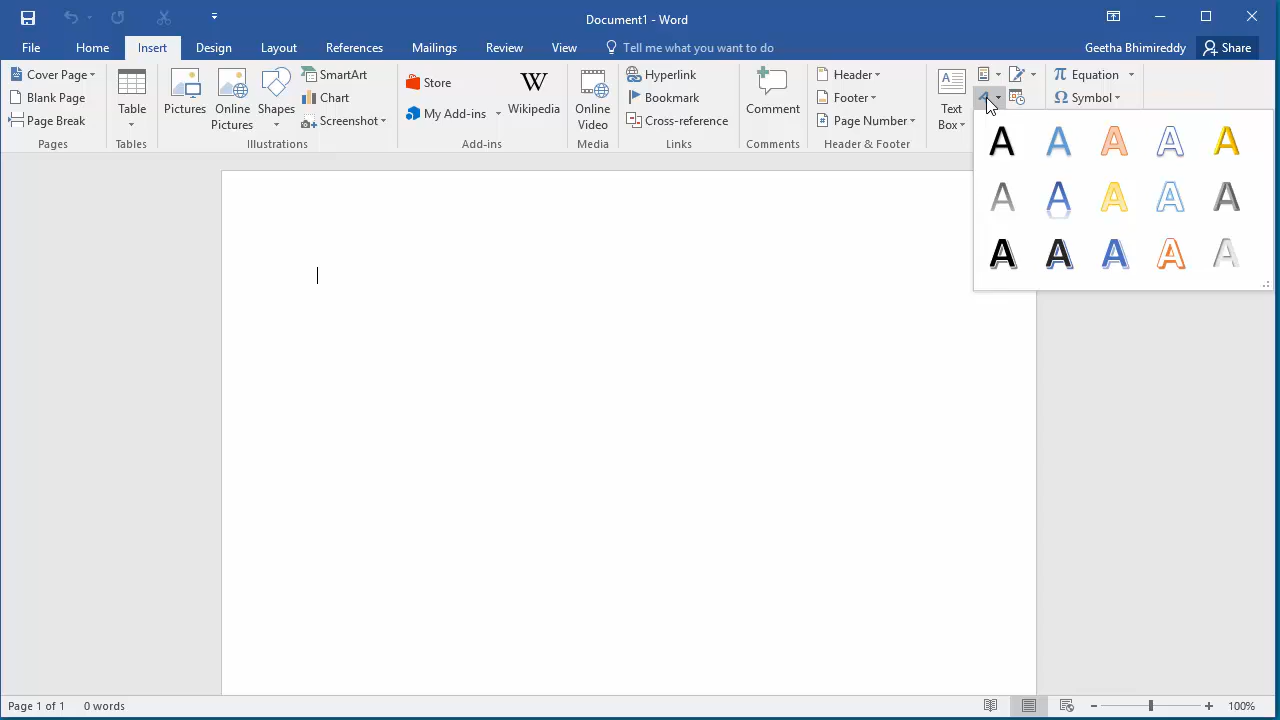 Document1 - Word
File Home Insert Design Layout References Mailings Review View Tell me what you want to do Geetha Bhimireddy Share
Cover Page
Blank Page
Page Break
Pages
Table
Tables
Pictures
Online
Pictures
Shapes
SmartArt
Chart
Screenshot
Illustrations
Store
My Add-ins
Wikipedia
Add-ins
Online
Video
Media
Hyperlink
Bookmark
Cross-reference
Links
Comment
Comments
Header
Footer
Page Number
Header & Footer
Text
Box
Equation
Symbol
A A A A A
A A A A A
A A A A A
Page 1 of 1 0 words 100%